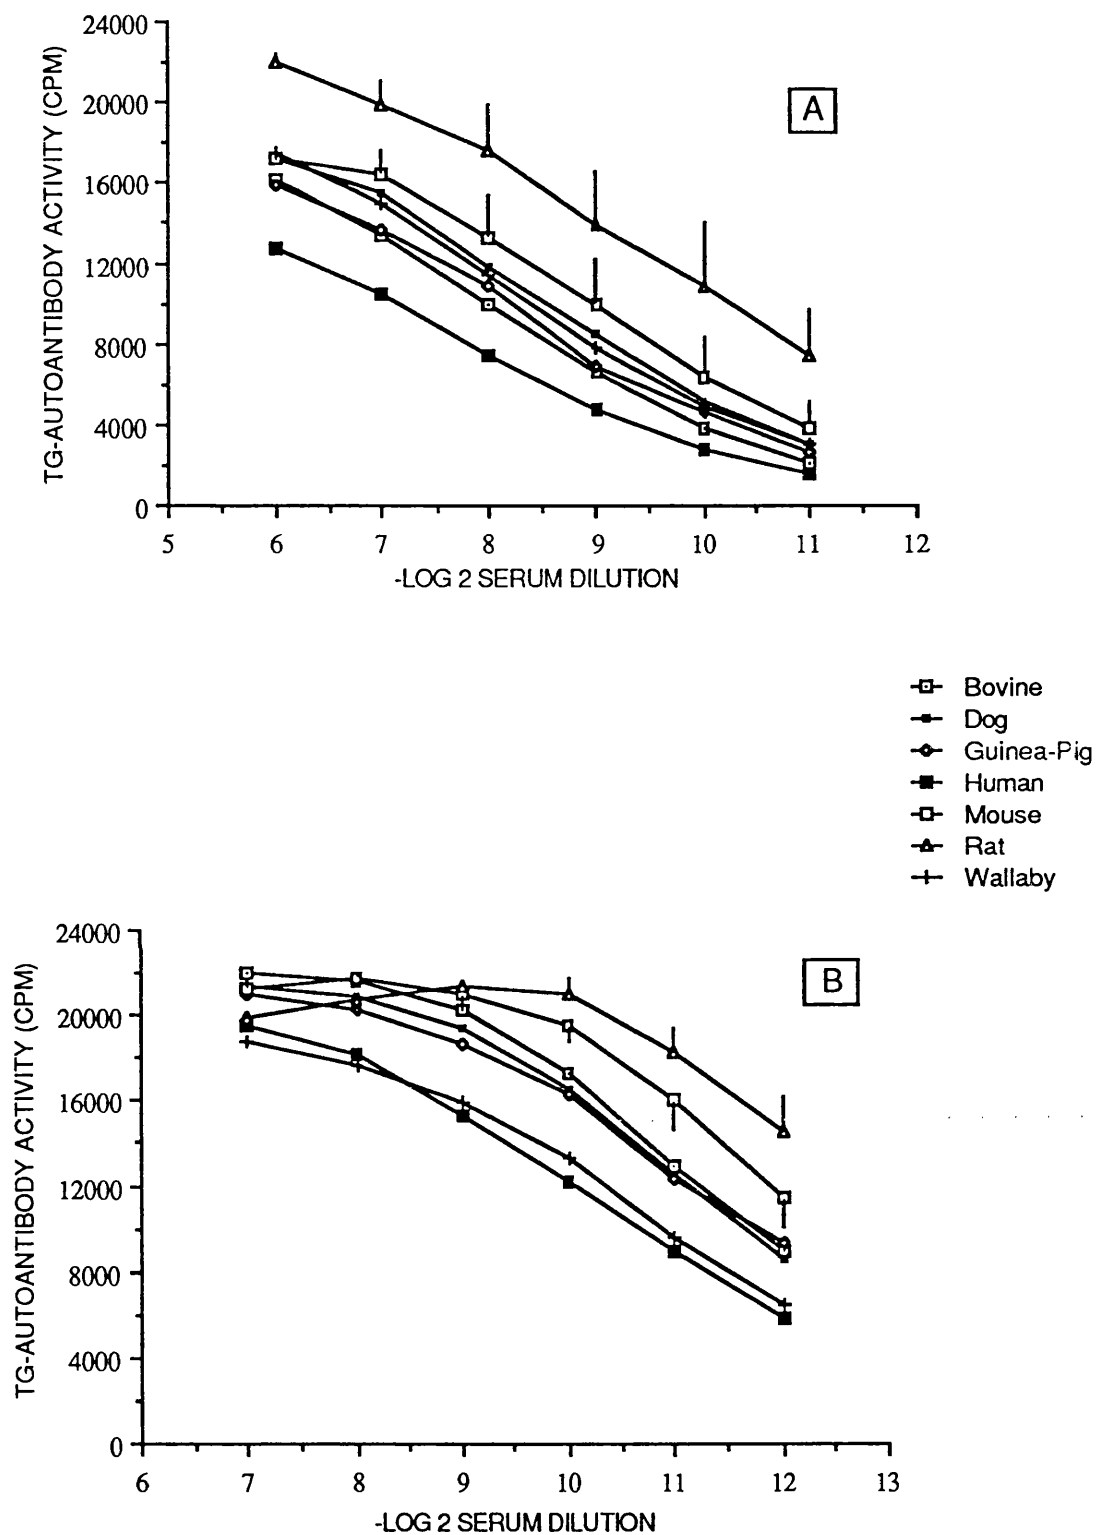 24000
20000
16000
12000
8000
4000
0
TG-AUTOANTIBODY ACTIVITY (CPM)
A
5 6 7 8 9 10 11 12
-LOG 2 SERUM DILUTION
Bovine
Dog
Guinea-Pig
Human
Mouse
Rat
Wallaby
24000
20000
16000
12000
8000
4000
0
TG-AUTOANTIBODY ACTIVITY (CPM)
B
6 7 8 9 10 11 12 13
-LOG 2 SERUM DILUTION